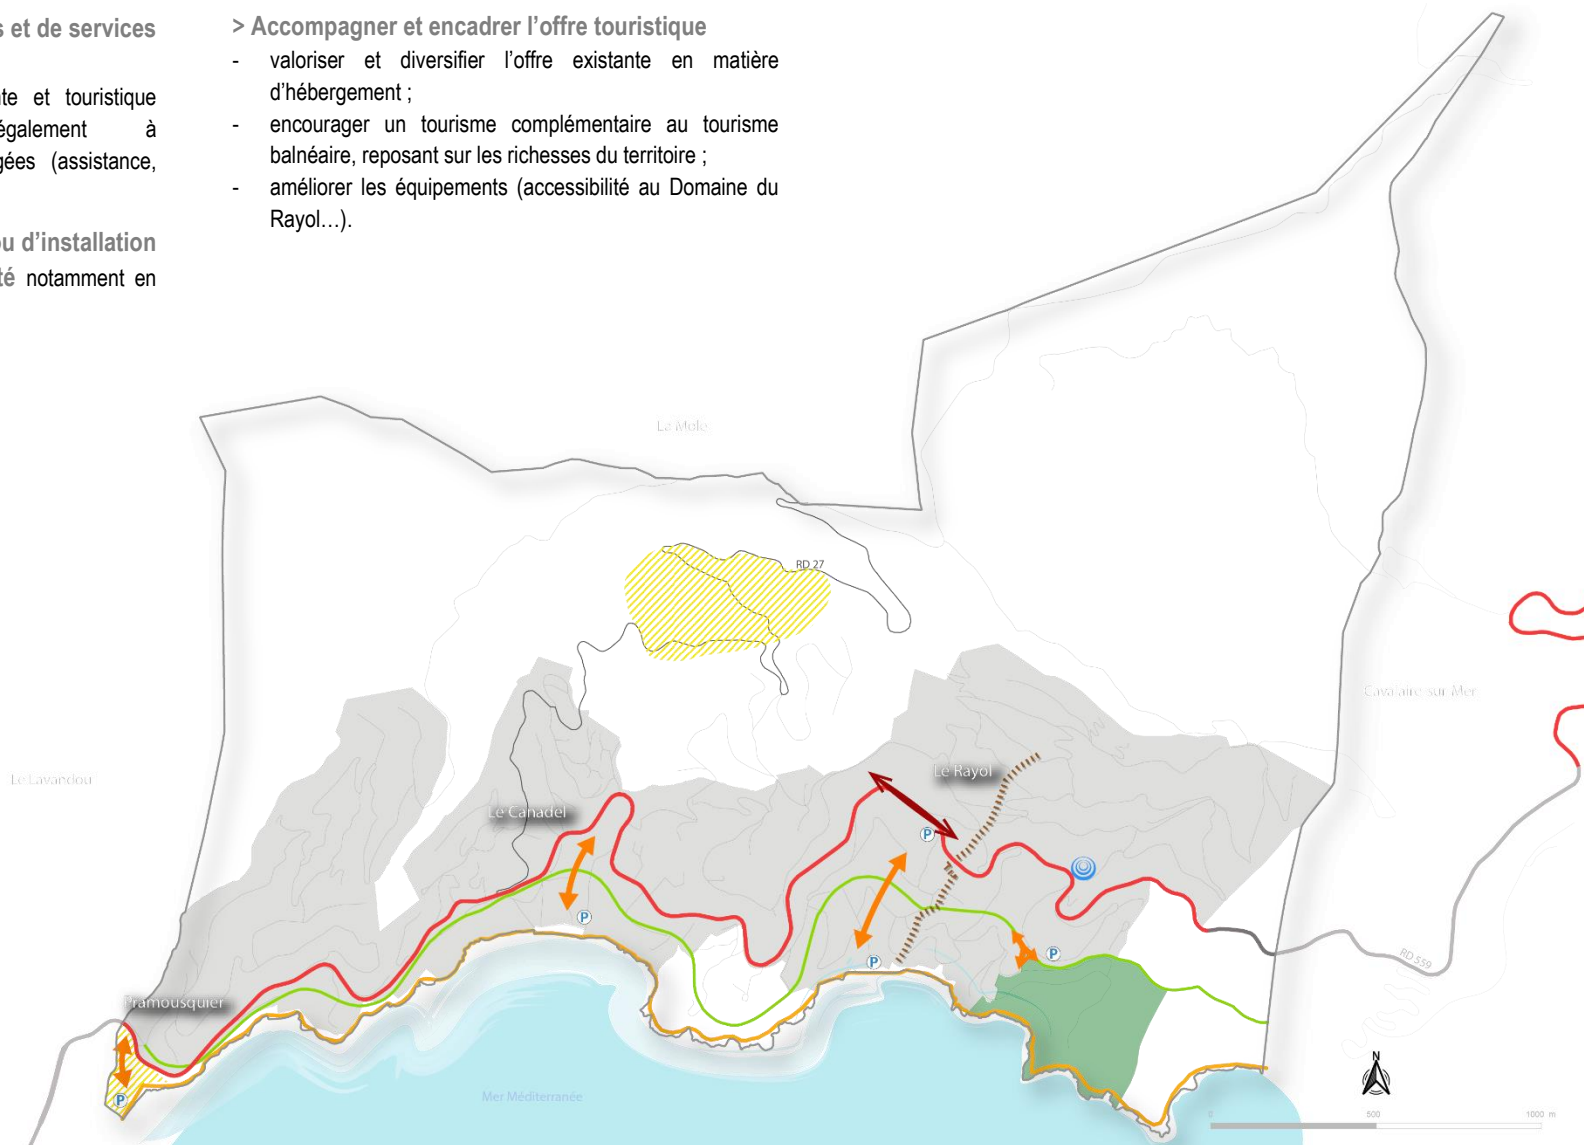 s et de services
te et touristique
également à
gées (assistance,
ou d'installation
té notamment en
> Accompagner et encadrer l'offre touristique
- valoriser et diversifier l'offre existante en matière
d'hébergement ;
- encourager un tourisme complémentaire au tourisme
balnéaire, reposant sur les richesses du territoire ;
- améliorer les équipements (accessibilité au Domaine du
Rayol…).
La Mole
RD 27
Cavalaire sur Mer
Le Lavandou
Le Rayol
Le Canadel
P
P
P
P
RD 559
Pramousquier
P
Mer Méditerranée
N
0 500 1000 m